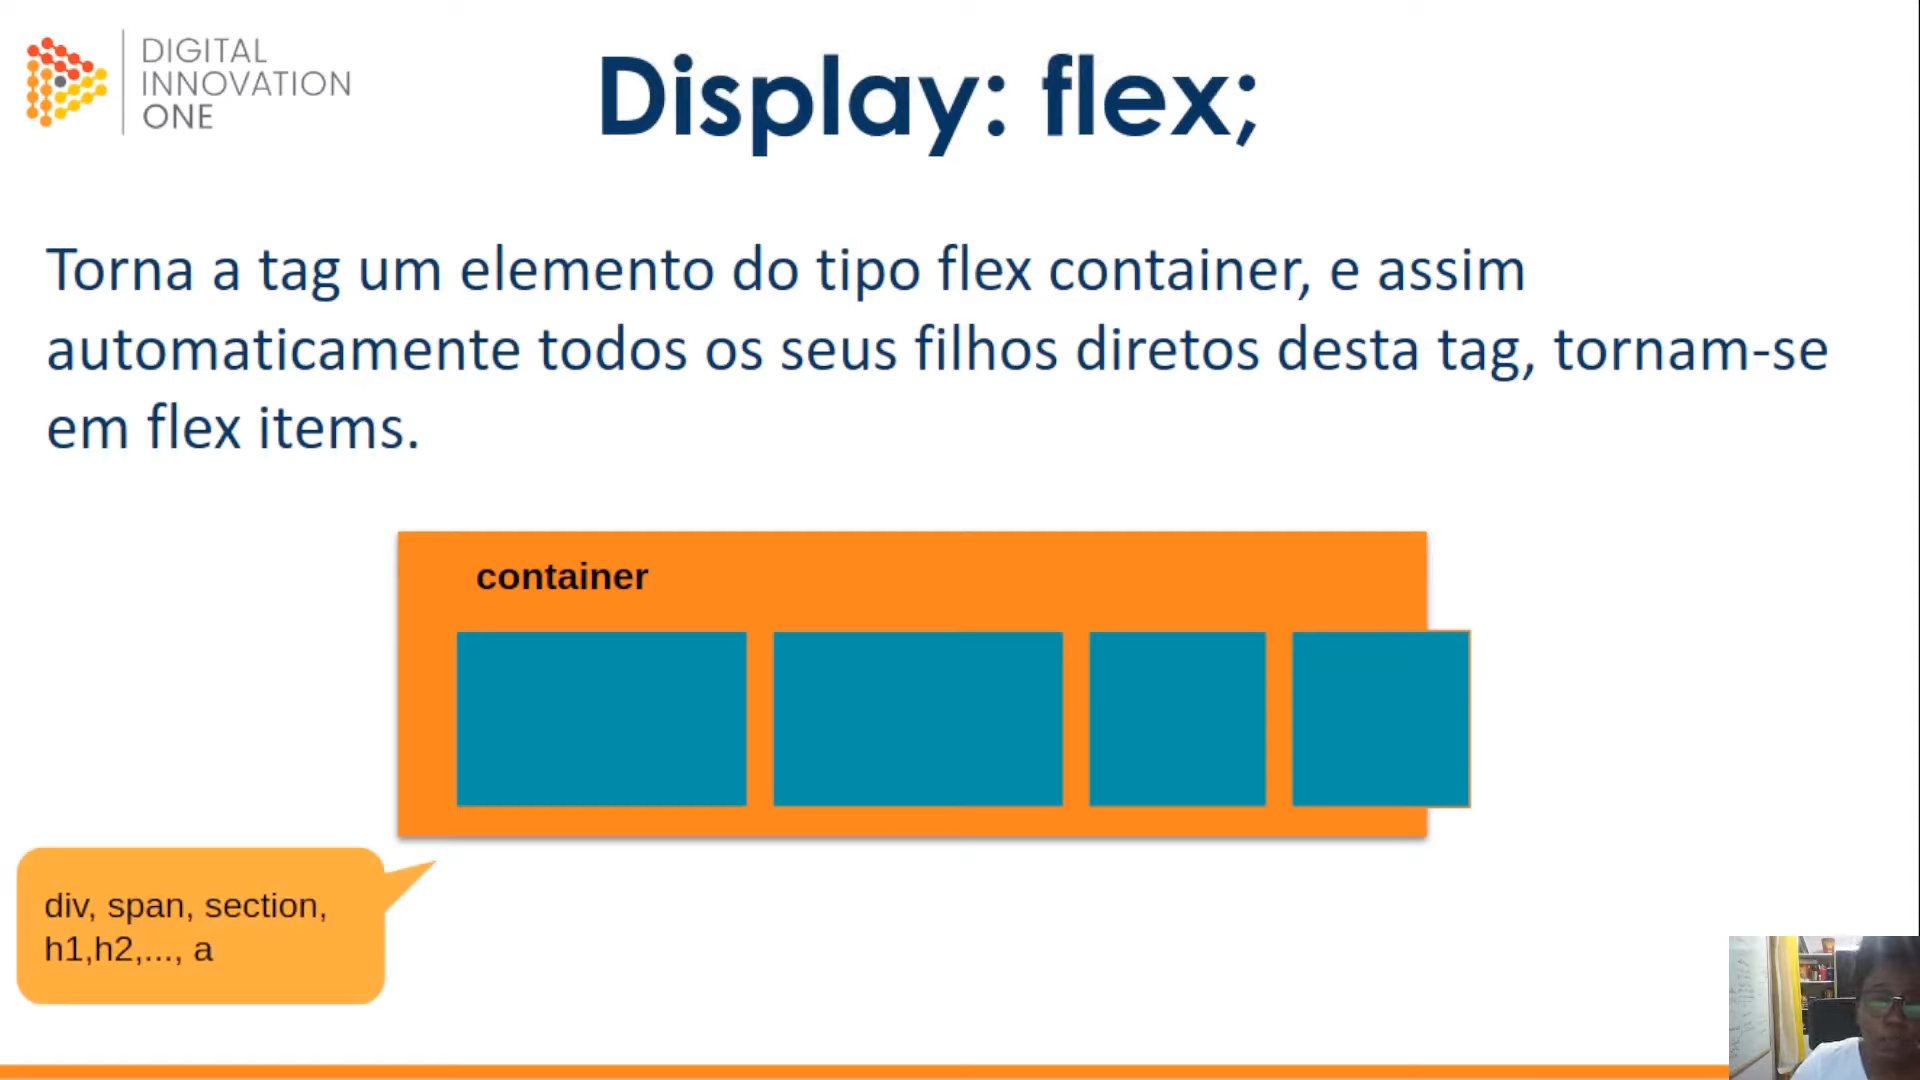 DIGITAL
INNOVATION
ONE
Display: flex;
Torna a tag um elemento do tipo flex container, e assim
automaticamente todos os seus filhos diretos desta tag, tornam-se
em flex items.
container
div, span, section,
h1,h2,..., a